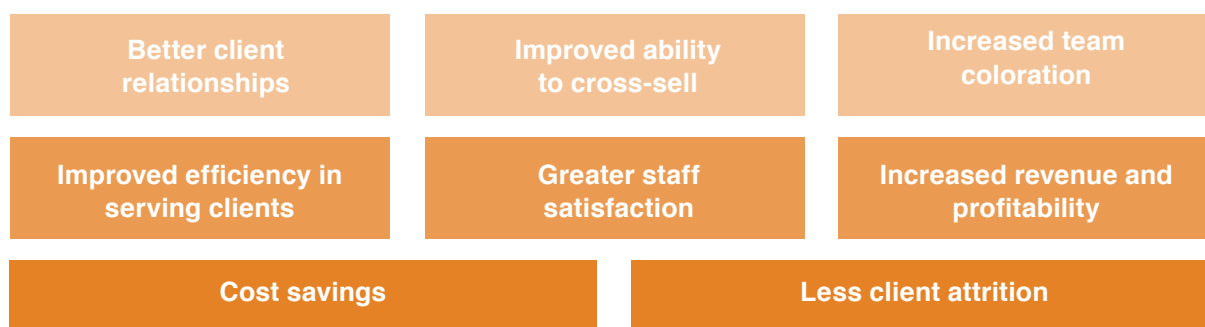 Better client
relationships
Improved ability
to cross-sell
Increased team
coloration
Improved efficiency in
serving clients
Greater staff
satisfaction
Increased revenue and
profitability
Cost savings
Less client attrition